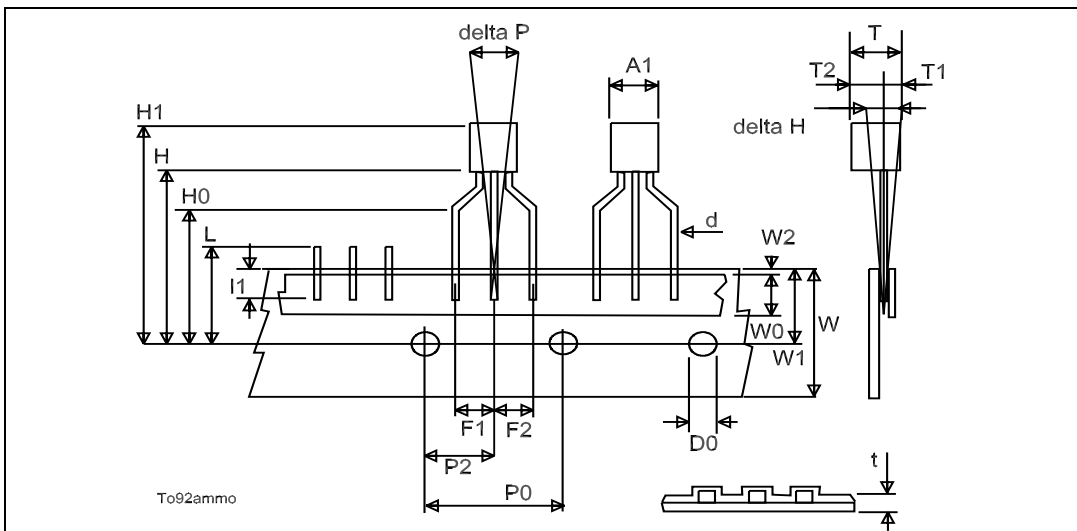 delta P
T
A1
T2
T1
H1
delta H
H
H0
d
L
W2
I1
W0
W
W1
F1
F2
D0
P2
t
P0
To92ammo